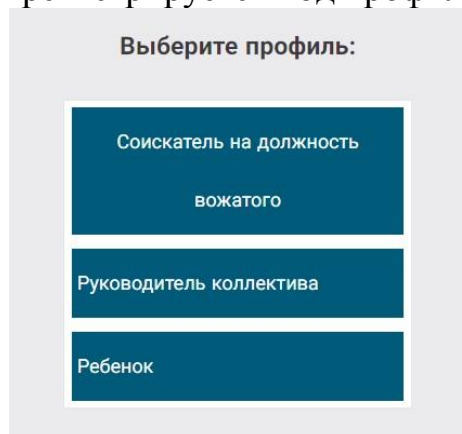 Выберите профиль:
Соискатель на должность
вожатого
Руководитель коллектива
Ребенок